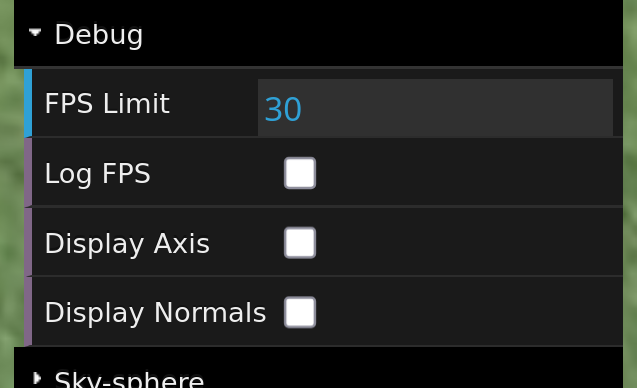 Debug
FPS Limit 30
Log FPS
Display Axis
Display Normals
Sky-sphere